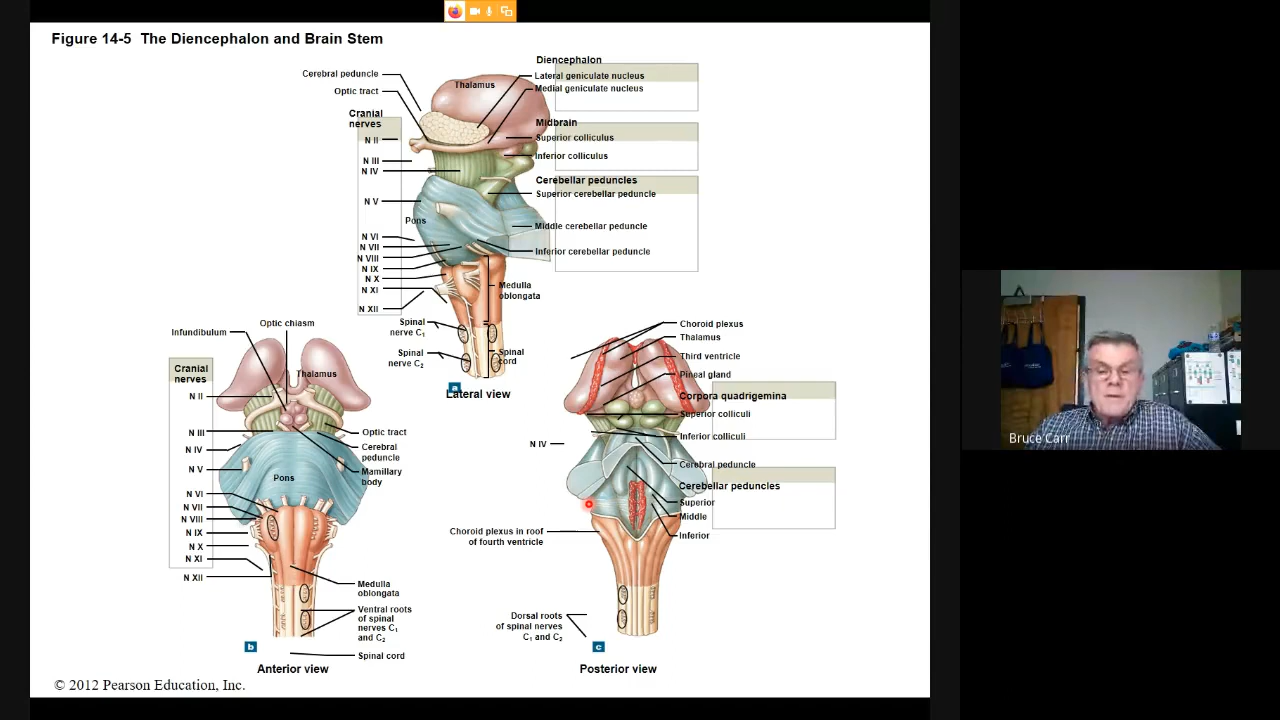 Figure 14-5 The Diencephalon and Brain Stem
Cerebral peduncle
Optic tract
Cranial
nerves
N II
N III
N IV
N V
N VI
N VII
N VIII
N IX
N X
N XI
N XII
Spinal
nerve C1
Spinal
nerve C2
Thalamus
Pons
Diencephalon
Lateral geniculate nucleus
Medial geniculate nucleus
Midbrain
Superior colliculus
Inferior colliculus
Cerebellar peduncles
Superior cerebellar peduncle
Middle cerebellar peduncle
Inferior cerebellar peduncle
Medulla
oblongata
Spinal
cord
a
Lateral view
Infundibulum
Optic chiasm
Cranial
nerves
N II
N III
N IV
N V
N VI
N VII
N VIII
N IX
N X
N XI
N XII
Thalamus
Pons
Optic tract
Cerebral
peduncle
Mamillary
body
Medulla
oblongata
Ventral roots
of spinal
nerves C1
and C2
Spinal cord
b
Anterior view
Choroid plexus
Thalamus
Third ventricle
Pineal gland
Corpora quadrigemina
Superior colliculi
Inferior colliculi
N IV
Cerebral peduncle
Cerebellar peduncles
Superior
Middle
Inferior
Choroid plexus in roof
of fourth ventricle
Dorsal roots
of spinal nerves
C1 and C2
c
Posterior view
© 2012 Pearson Education, Inc.
Bruce Carr